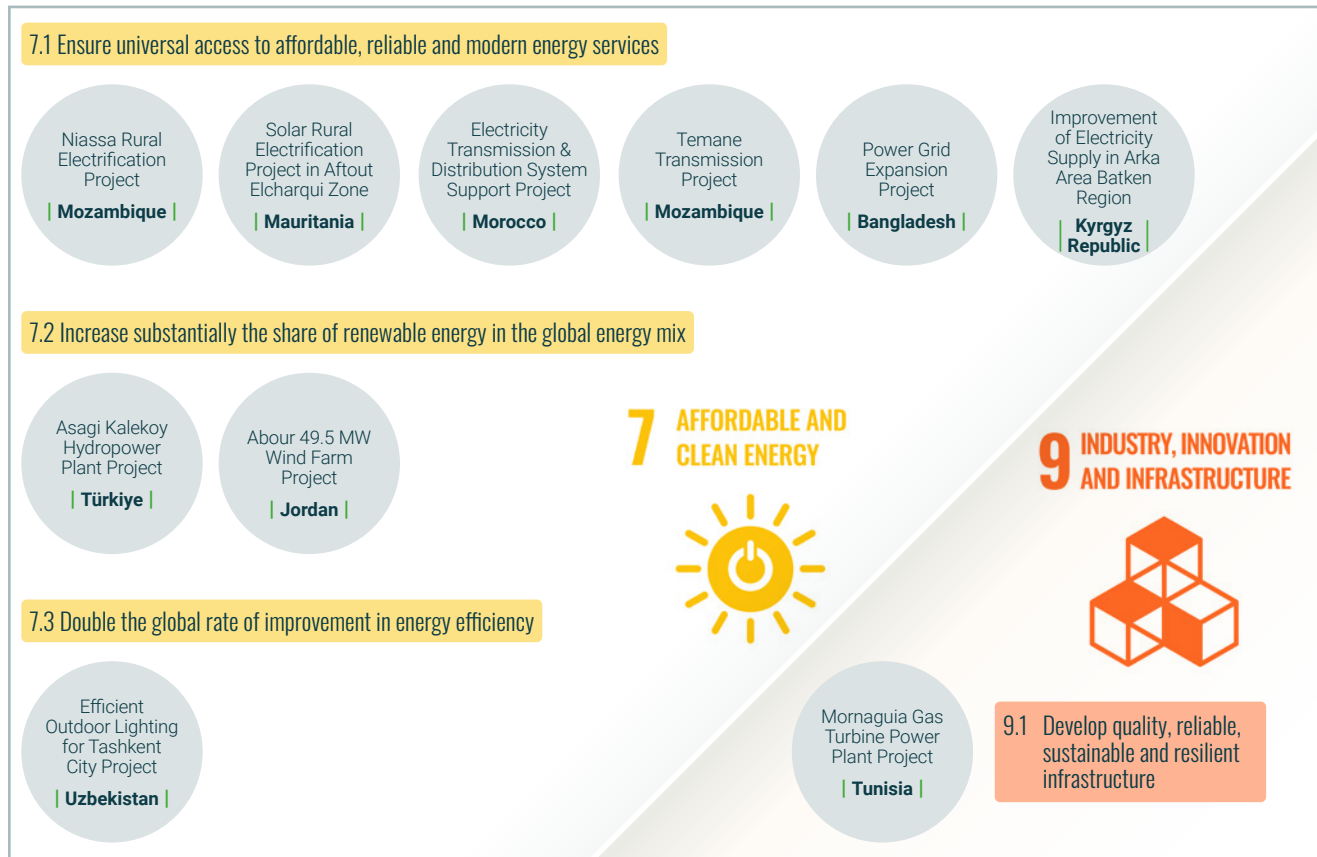 7.1 Ensure universal access to affordable, reliable and modern energy services
Niassa Rural
Electrification
Project
| Mozambique |
Solar Rural
Electrification
Project in Aftout
Elcharqui Zone
| Mauritania |
Electricity
Transmission &
Distribution System
Support Project
| Morocco |
Temane
Transmission
Project
| Mozambique |
Power Grid
Expansion
Project
| Bangladesh |
Improvement
of Electricity
Supply in Arka
Area Batken
Region
| Kyrgyz
Republic |
7.2 Increase substantially the share of renewable energy in the global energy mix
Asagi Kalekoy
Hydropower
Plant Project
| Türkiye |
Abour 49.5 MW
Wind Farm
Project
| Jordan |
7 AFFORDABLE AND
CLEAN ENERGY
9 INDUSTRY, INNOVATION
AND INFRASTRUCTURE
7.3 Double the global rate of improvement in energy efficiency
Efficient
Outdoor Lighting
for Tashkent
City Project
| Uzbekistan |
Mornaguia Gas
Turbine Power
Plant Project
| Tunisia |
9.1 Develop quality, reliable,
sustainable and resilient
infrastructure